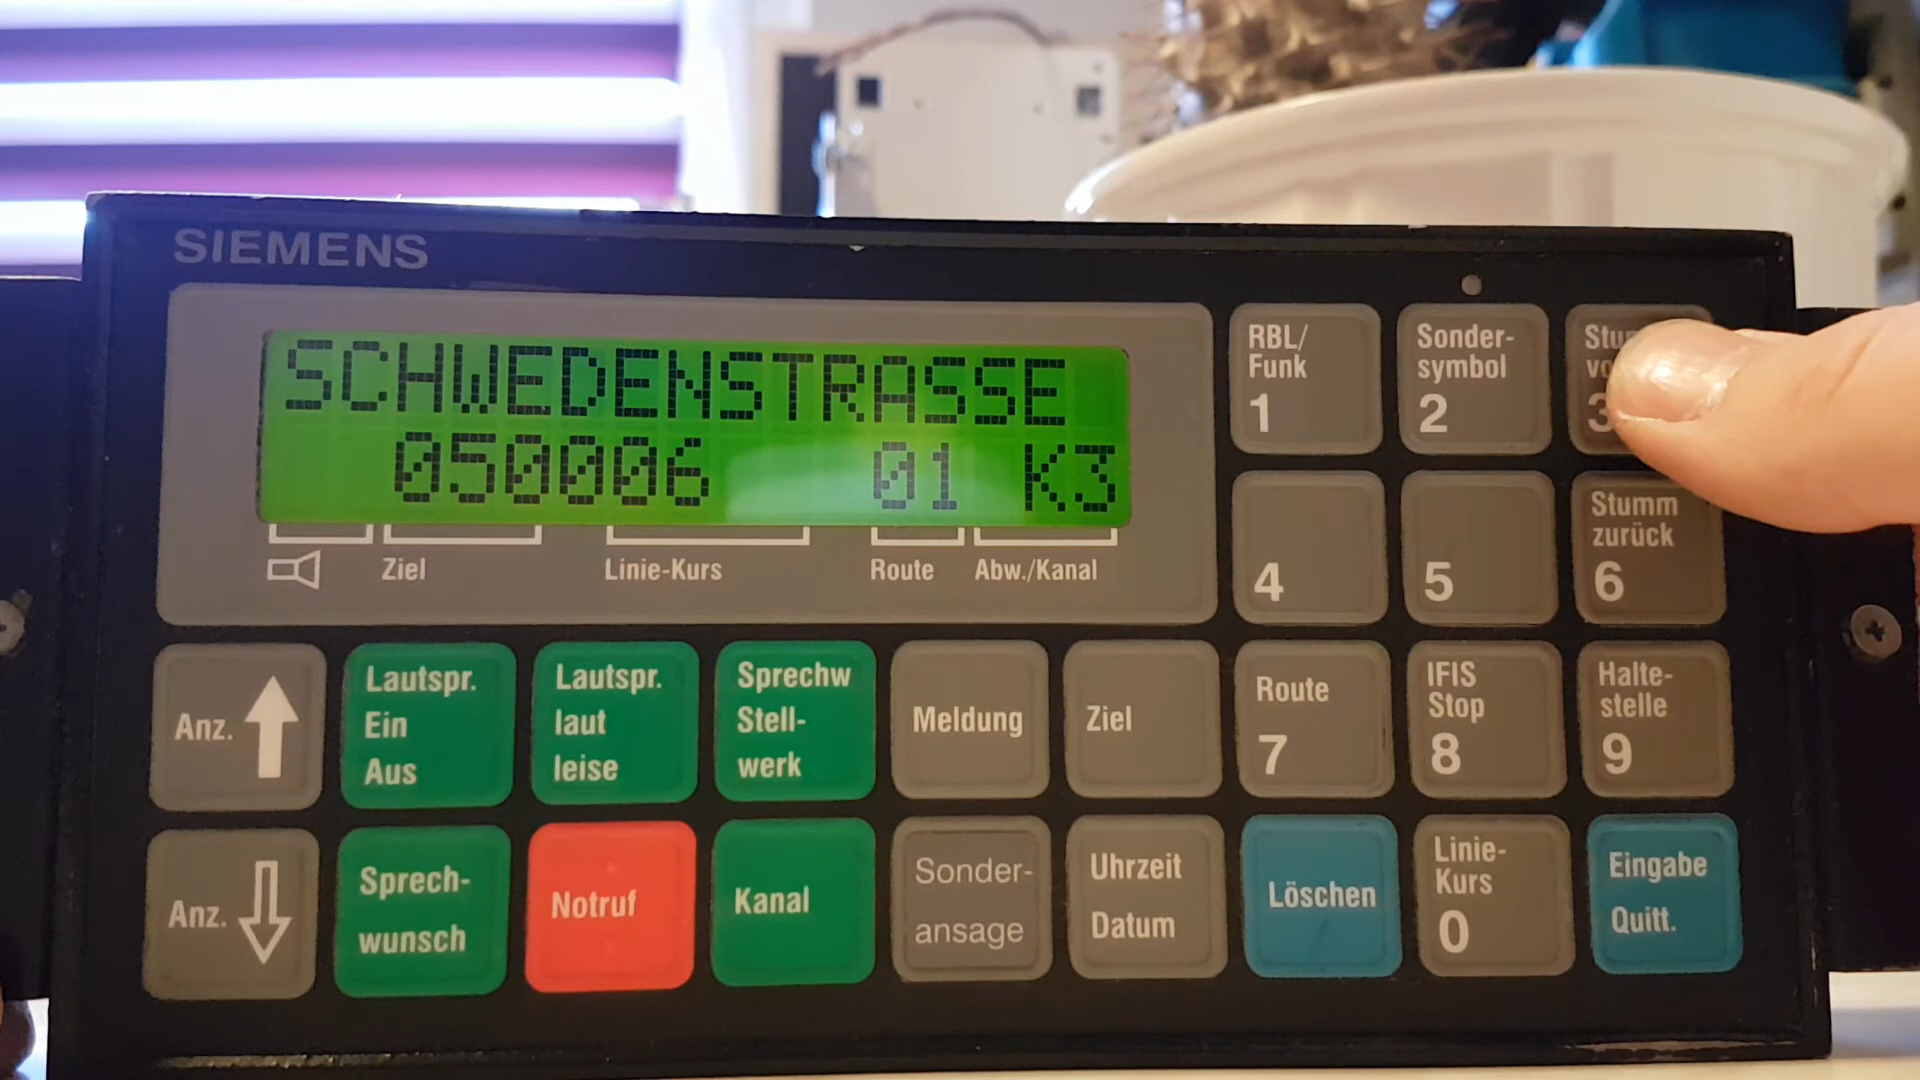 SIEMENS
SCHWEDENSTRASSE
050006 01 K3
Ziel Linie-Kurs Route Abw./Kanal
RBL/
Funk
1
Sonder-
symbol
2
3
4
5
Stumm
zurück
6
Anz.
Lautspr.
Ein
Aus
Lautspr.
laut
leise
Sprechw
Stell-
werk
Meldung
Ziel
Route
7
IFIS
Stop
8
Halte-
stelle
9
Anz.
Sprech-
wunsch
Notruf
Kanal
Sonder-
ansage
Uhrzeit
Datum
Löschen
Linie-
Kurs
0
Eingabe
Quitt.